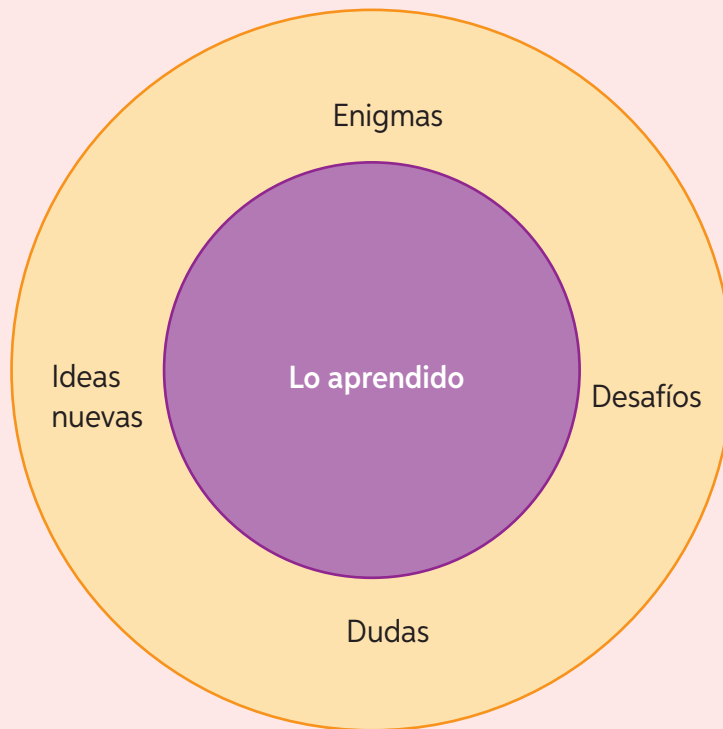 Enigmas
Ideas
nuevas
Lo aprendido
Desafíos
Dudas